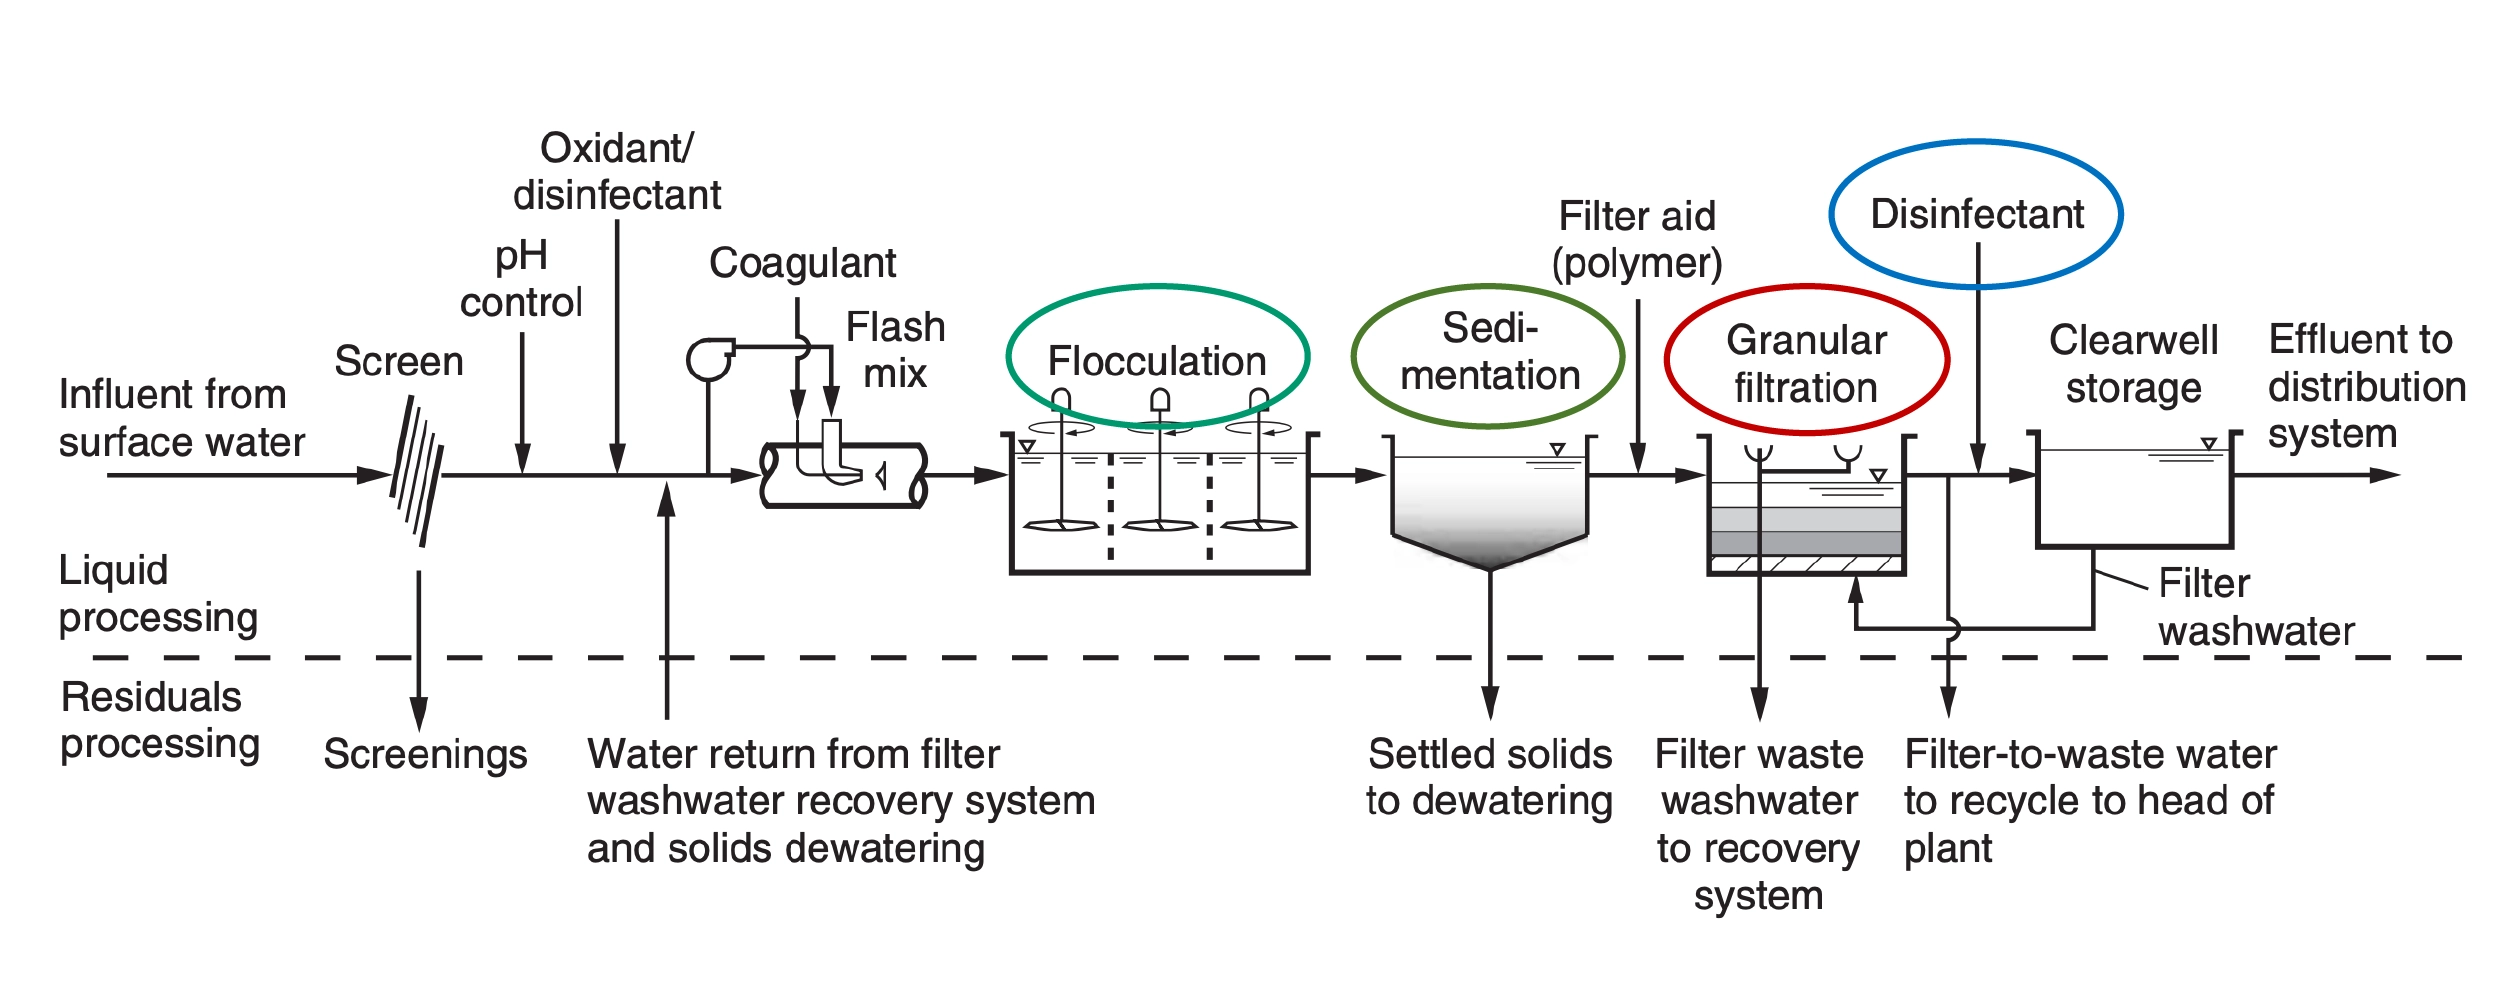 Influent from
surface water
Screen
pH
control
Oxidant/
disinfectant
Coagulant
Flash
mix
Flocculation
Sedi-
mentation
Filter aid
(polymer)
Granular
filtration
Disinfectant
Clearwell
storage
Effluent to
distribution
system
Filter
washwater
Liquid
processing
Residuals
processing
Screenings
Water return from filter
washwater recovery system
and solids dewatering
Settled solids
to dewatering
Filter waste
washwater
to recovery
system
Filter-to-waste water
to recycle to head of
plant